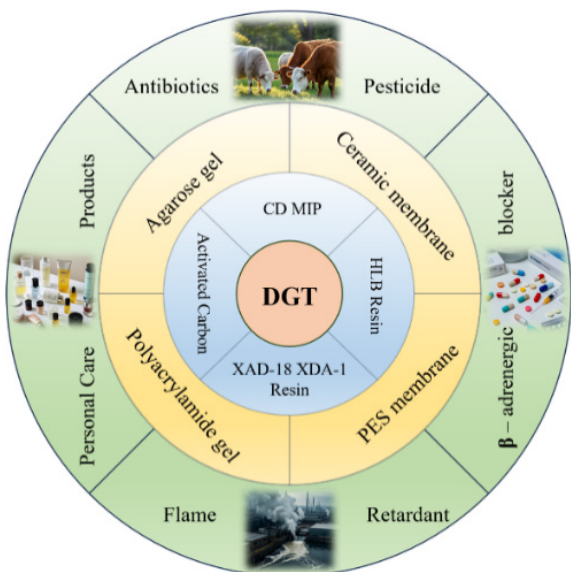 Antibiotics
Pesticide
Products
blocker
Agarose gel
Ceramic membrane
CD MIP
Activated Carbon
HLB Resin
DGT
XAD-18 XDA-1
Resin
Polyacrylamide gel
PES membrane
Personal Care
β – adrenergic
Flame
Retardant